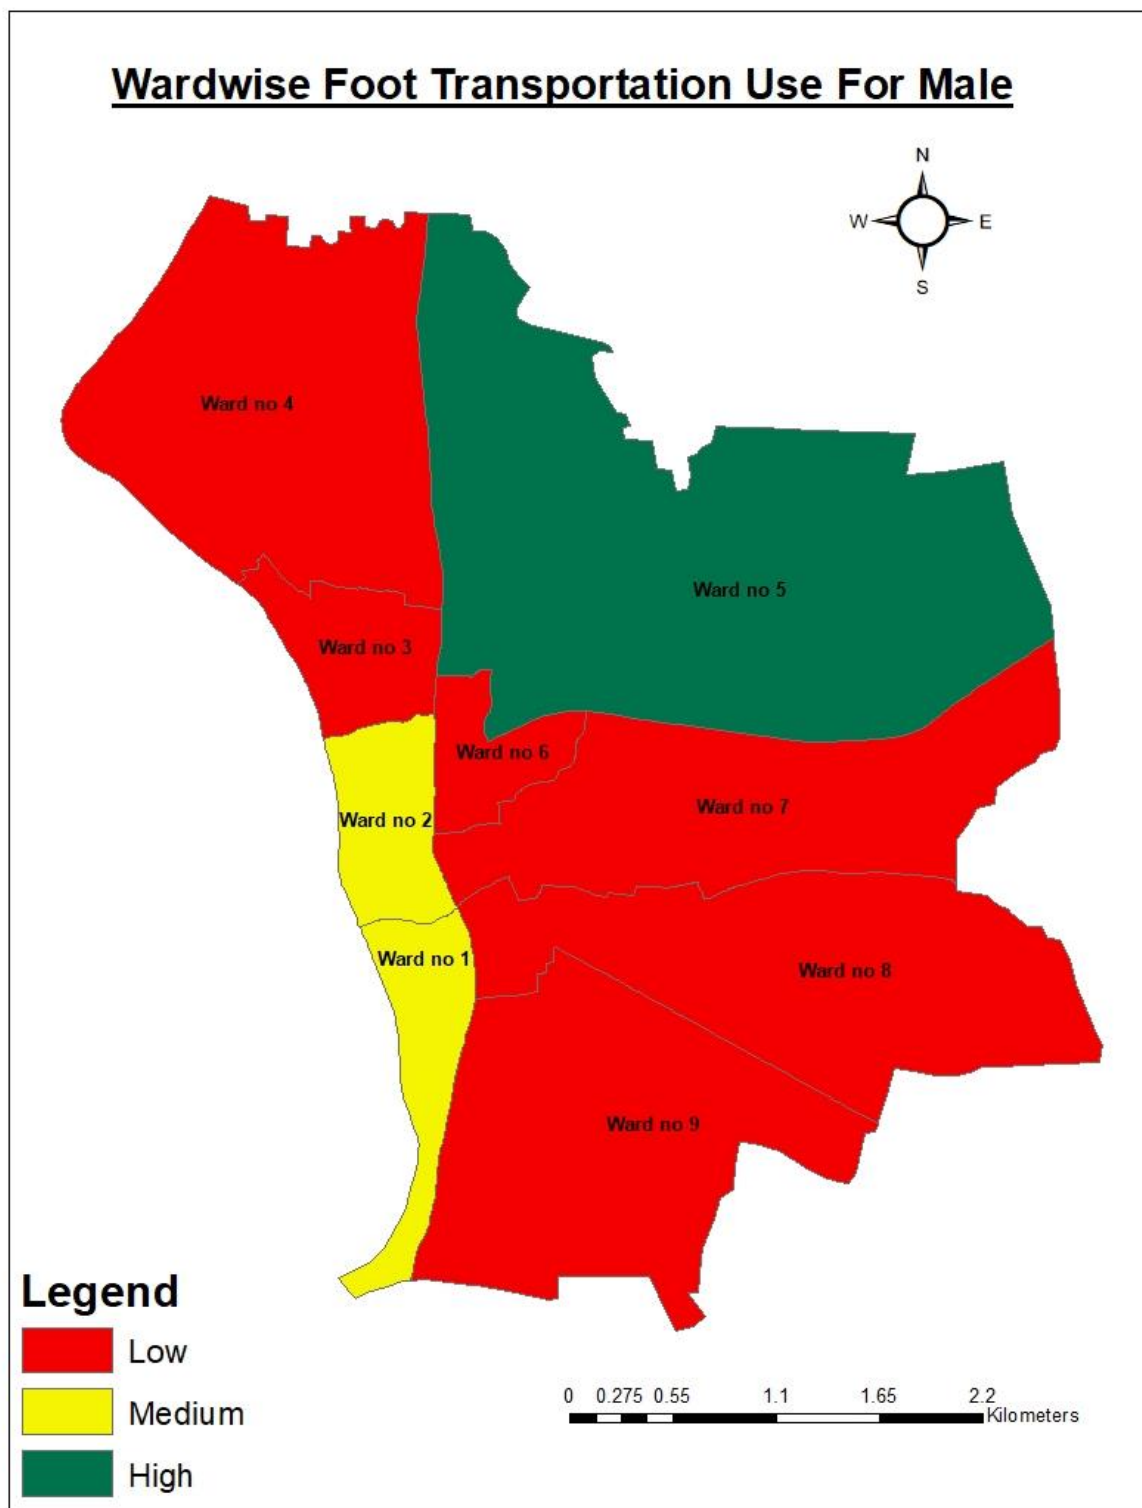 Wardwise Foot Transportation Use For Male
N
W E
S
Ward no 4
Ward no 5
Ward no 3
Ward no 6
Ward no 7
Ward no 2
Ward no 1
Ward no 8
Ward no 9
Legend
Low
Medium
High
0 0.275 0.55 1.1 1.65 2.2
Kilometers